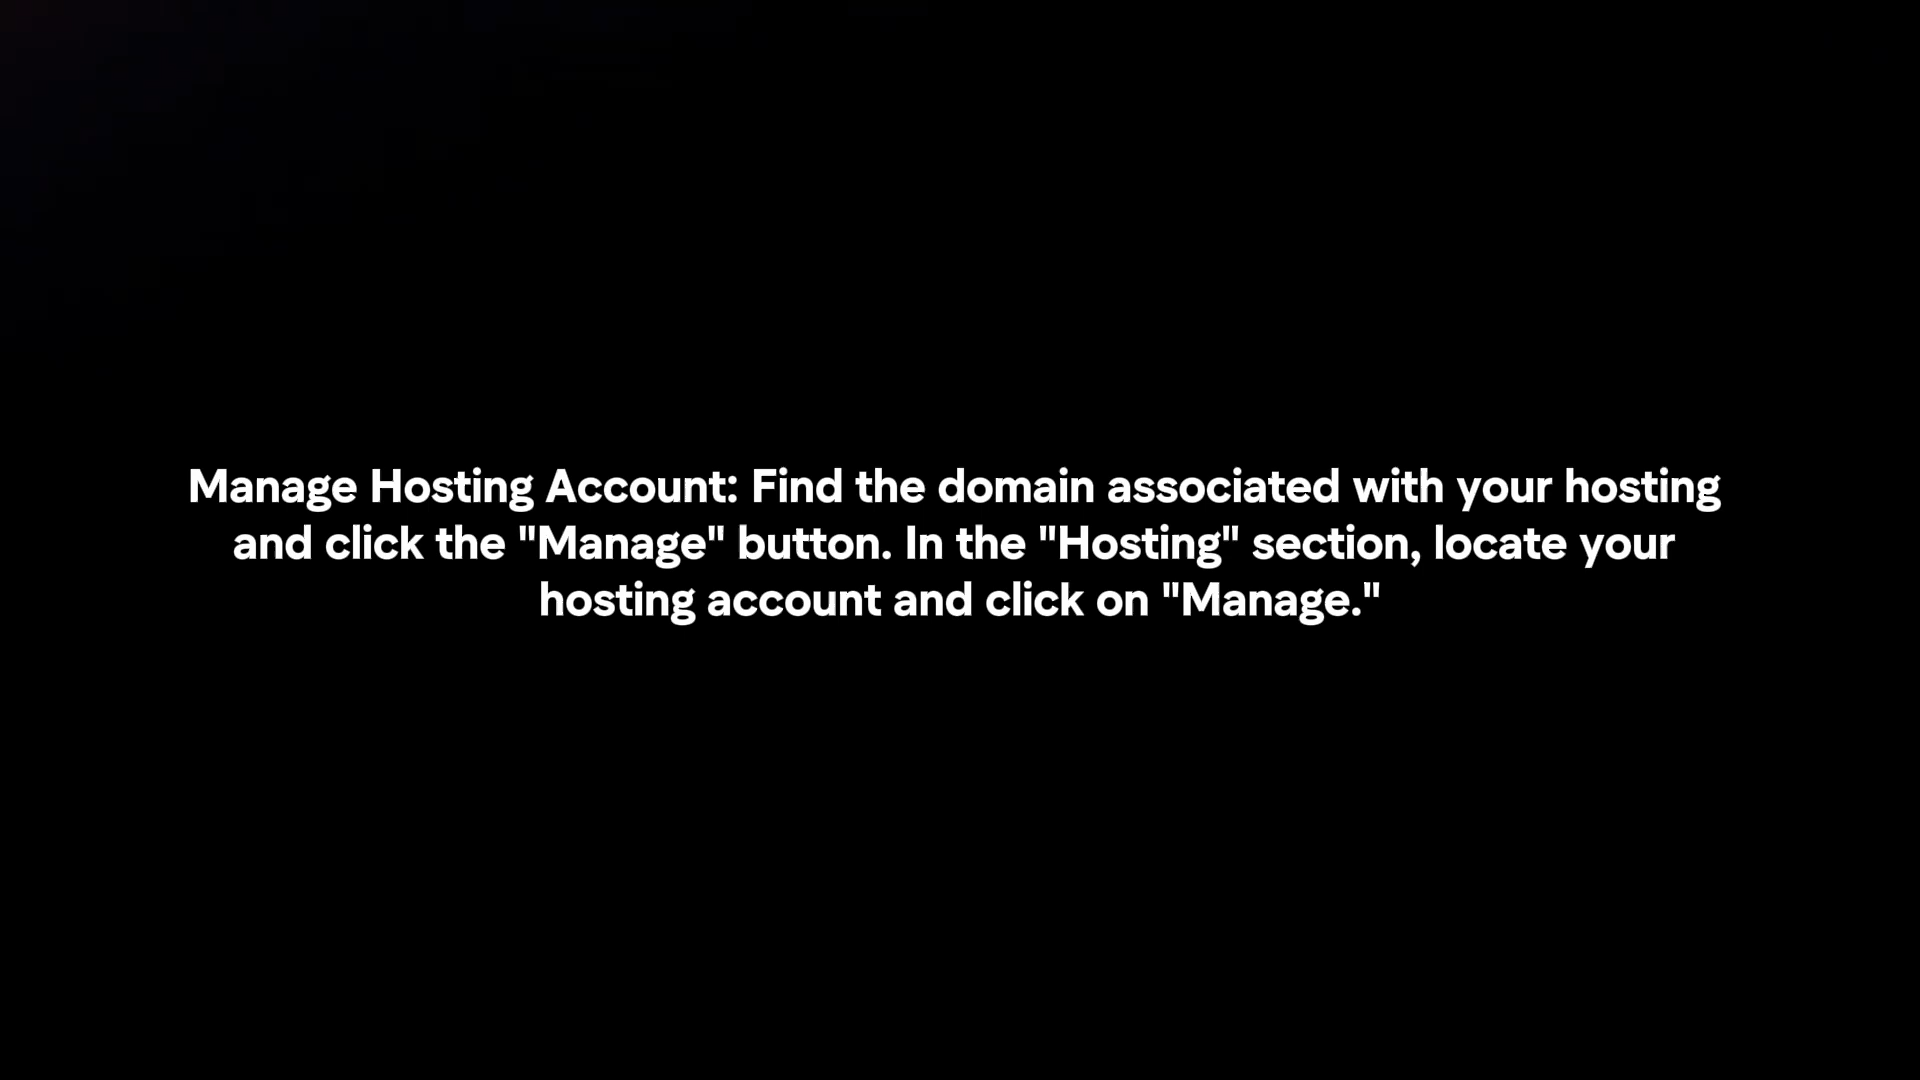 Manage Hosting Account: Find the domain associated with your hosting
and click the "Manage" button. In the "Hosting" section, locate your
hosting account and click on "Manage."